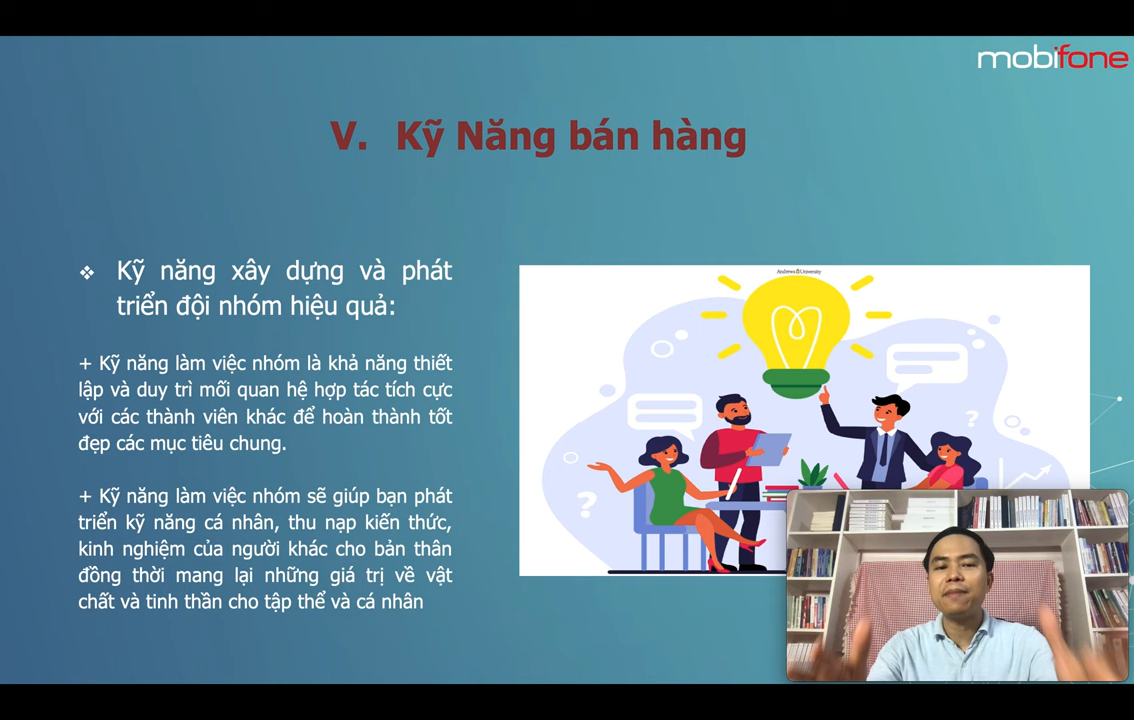 mobifone
V. Kỹ Năng bán hàng
❖ Kỹ năng xây dựng và phát
triển đội nhóm hiệu quả:
+ Kỹ năng làm việc nhóm là khả năng thiết
lập và duy trì mối quan hệ hợp tác tích cực
với các thành viên khác để hoàn thành tốt
đẹp các mục tiêu chung.
+ Kỹ năng làm việc nhóm sẽ giúp bạn phát
triển kỹ năng cá nhân, thu nạp kiến thức,
kinh nghiệm của người khác cho bản thân
đồng thời mang lại những giá trị về vật
chất và tinh thần cho tập thể và cá nhân
Andrews University
?
?